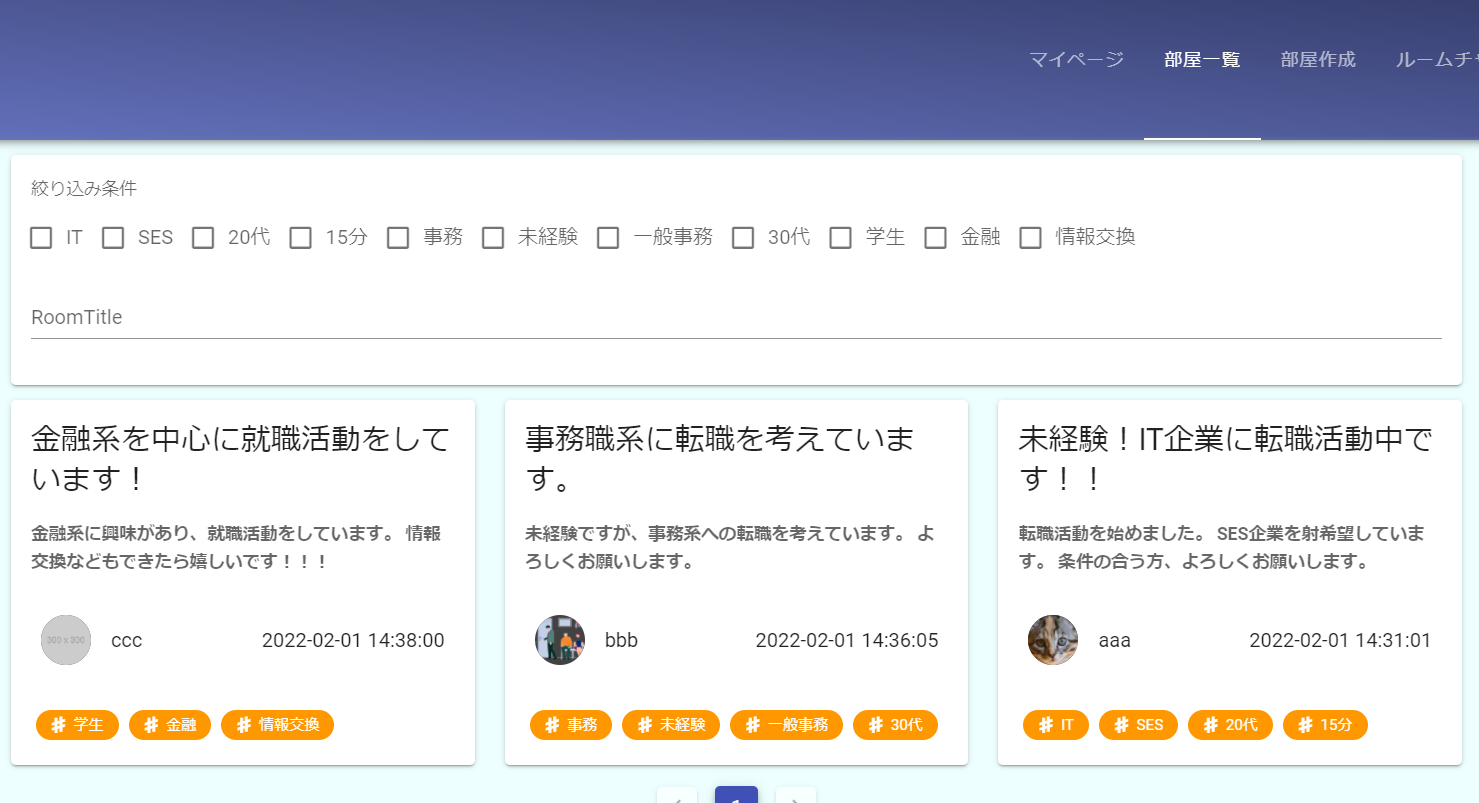 マイページ 部屋一覧 部屋作成 ルームチ
絞り込み条件
IT SES 20代 15分 事務 未経験 一般事務 30代 学生 金融 情報交換
RoomTitle
金融系を中心に就職活動をして
います！
金融系に興味があり、就職活動をしています。 情報
交換などもできたら嬉しいです！！！
300 x 300
ccc 2022-02-01 14:38:00
# 学生 # 金融 # 情報交換
事務職系に転職を考えていま
す。
未経験ですが、事務系への転職を考えています。 よ
ろしくお願いします。
bbb 2022-02-01 14:36:05
# 事務 # 未経験 # 一般事務 # 30代
未経験！IT企業に転職活動中で
す！！
転職活動を始めました。 SES企業を射希望していま
す。 条件の合う方、よろしくお願いします。
aaa 2022-02-01 14:31:01
# IT # SES # 20代 # 15分